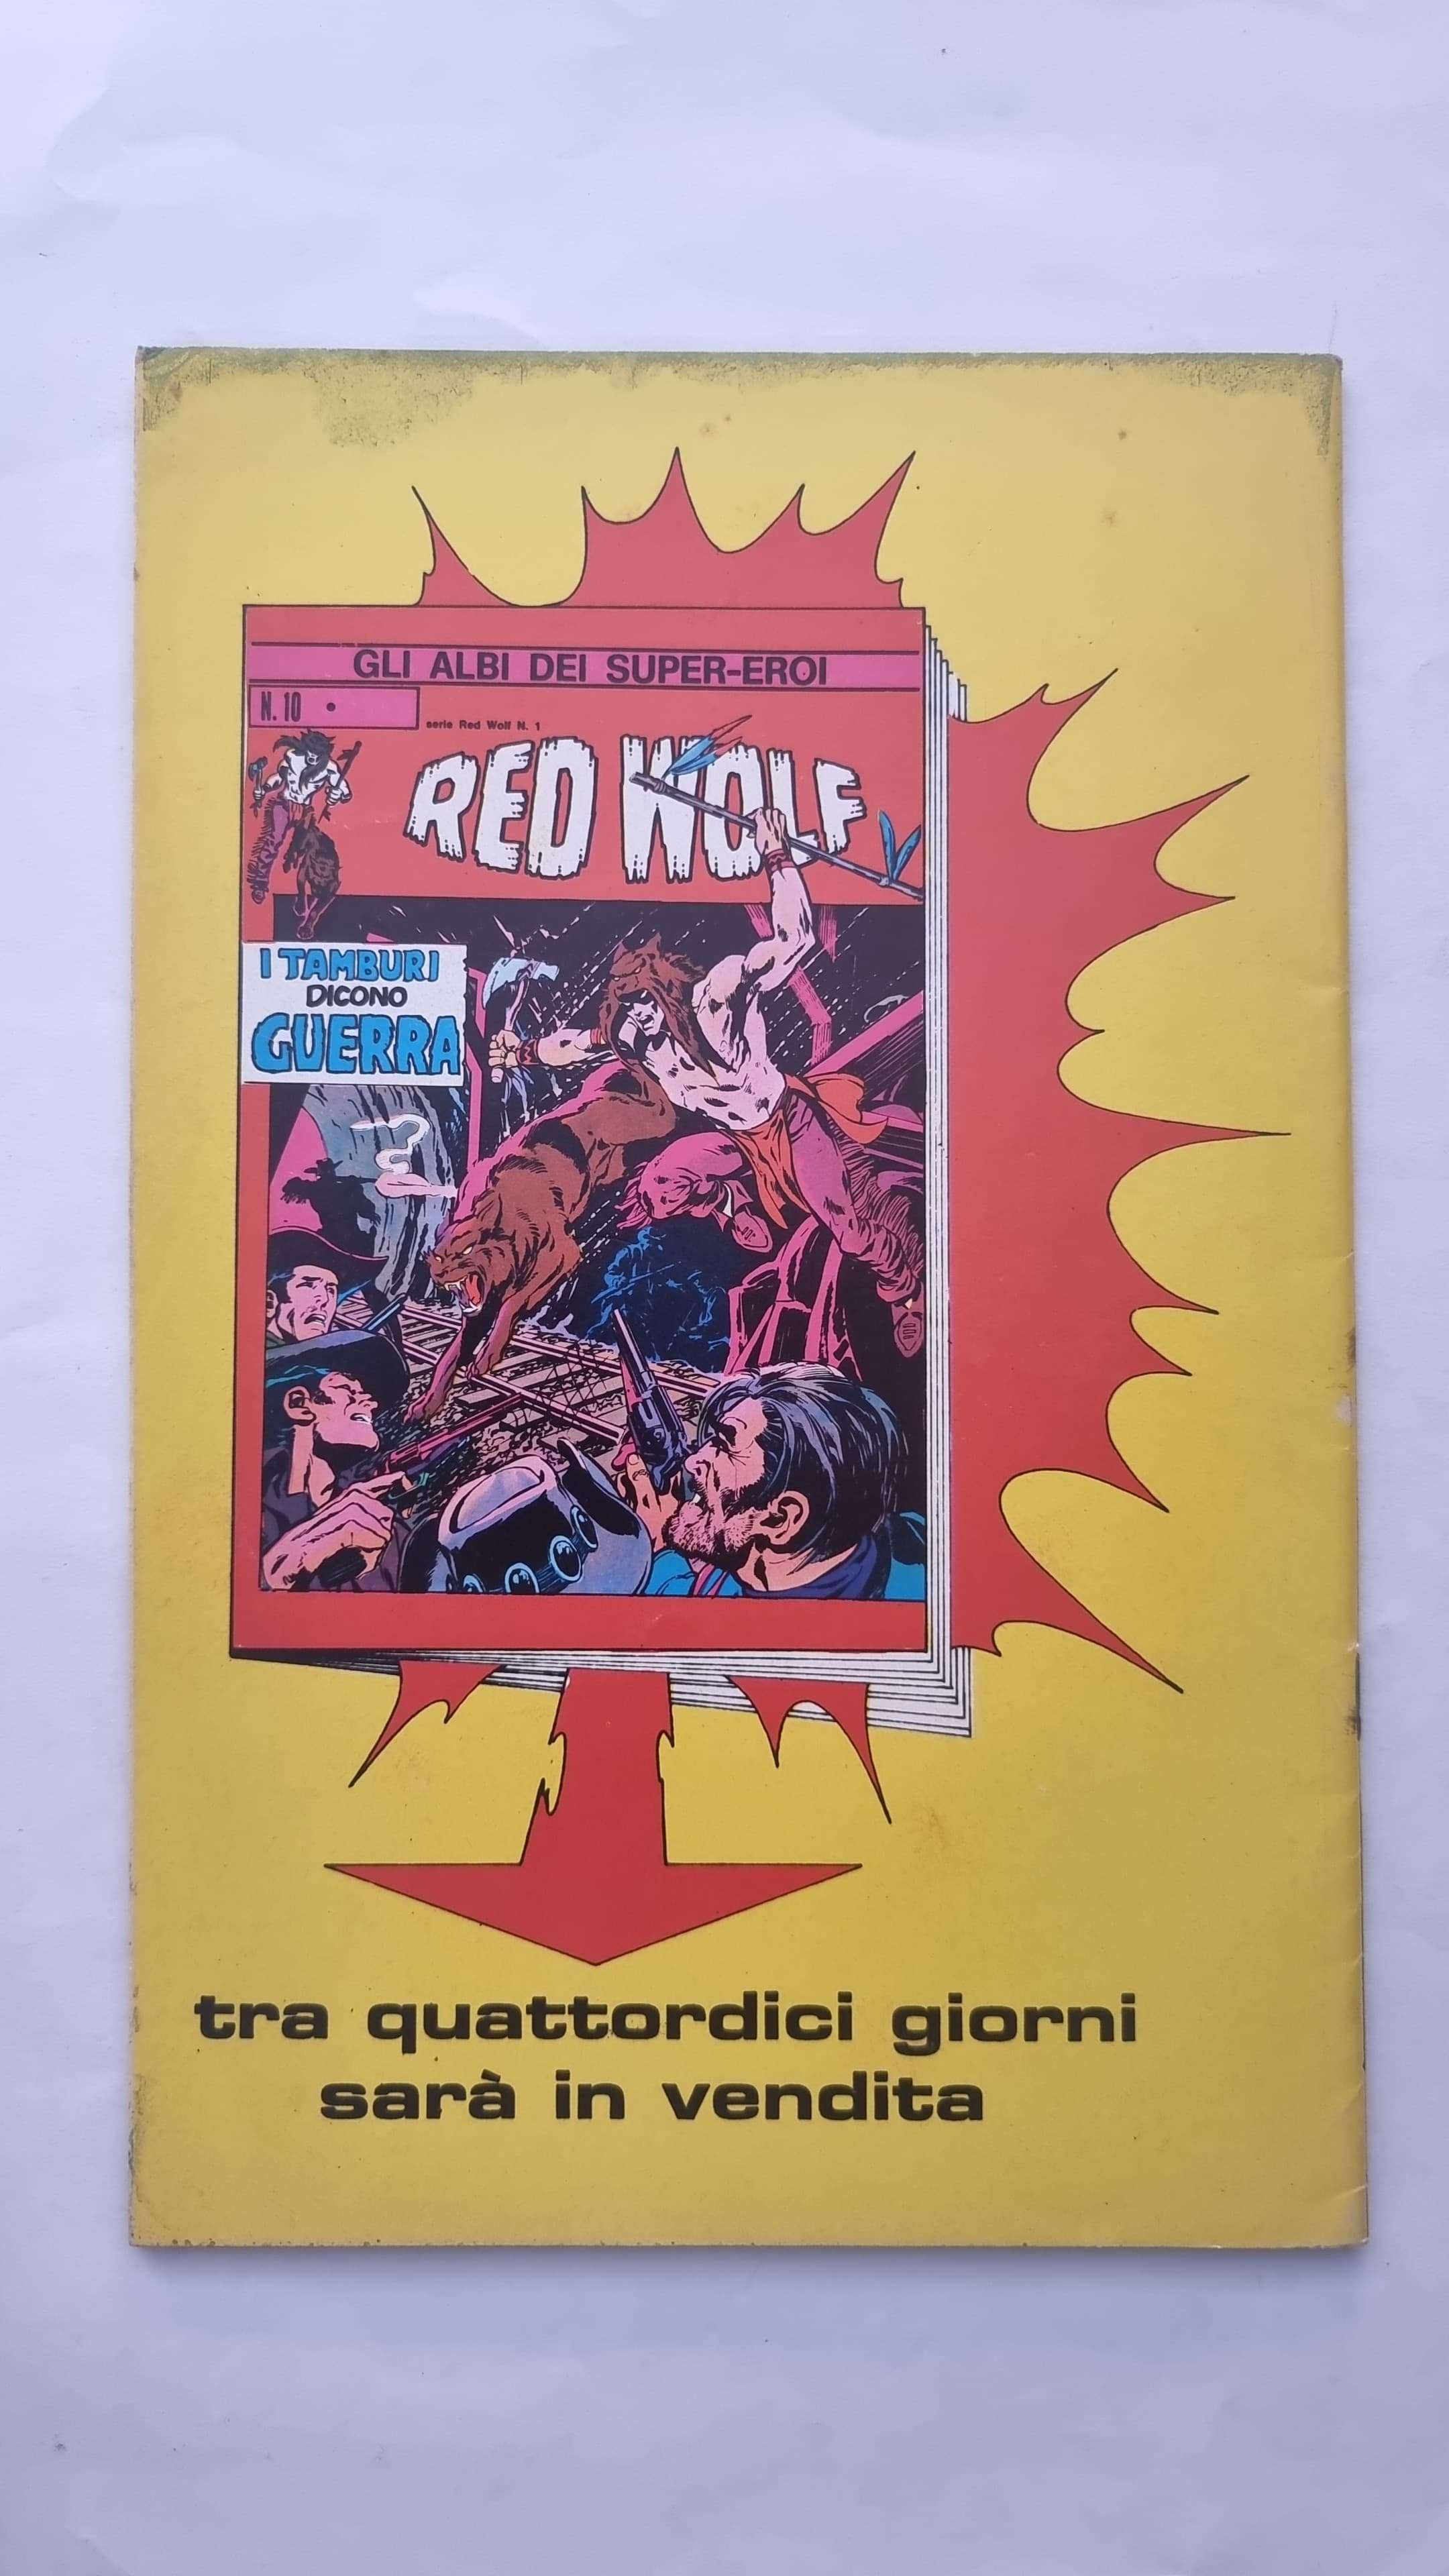 GLI ALBI DEI SUPER-EROI
N. 10 •
serie Red Wolf N. 1
RED WOLF
I TAMBURI
DICONO
GUERRA
tra quattordici giorni
sarà in vendita